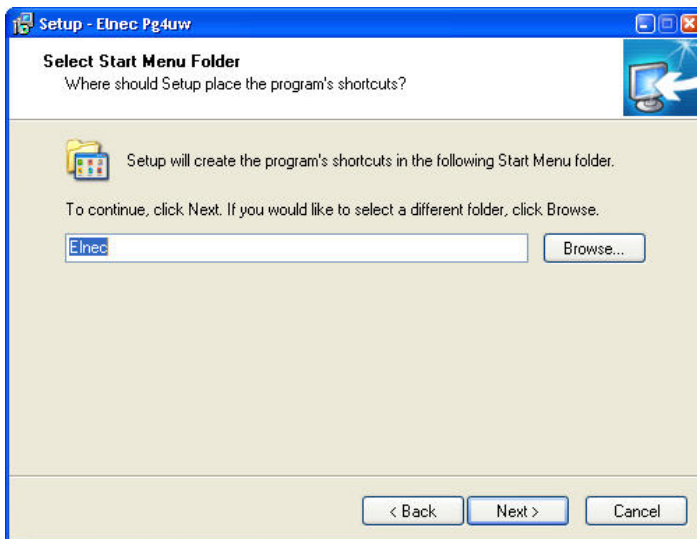 Setup - Elnec Pg4uw
Select Start Menu Folder
Where should Setup place the program's shortcuts?
Setup will create the program's shortcuts in the following Start Menu folder.
To continue, click Next. If you would like to select a different folder, click Browse.
Elnec
Browse...
< Back
Next >
Cancel